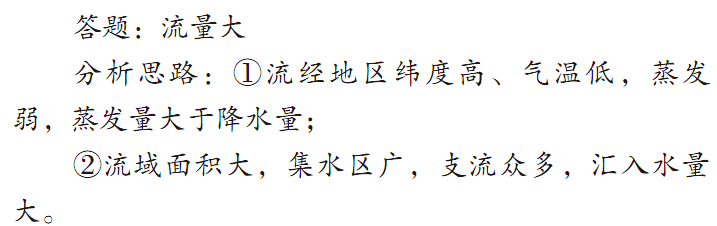 答题：流量大
分析思路：①流经地区纬度高、气温低，蒸发
弱，蒸发量大于降水量；
②流域面积大，集水区广，支流众多，汇入水量
大。